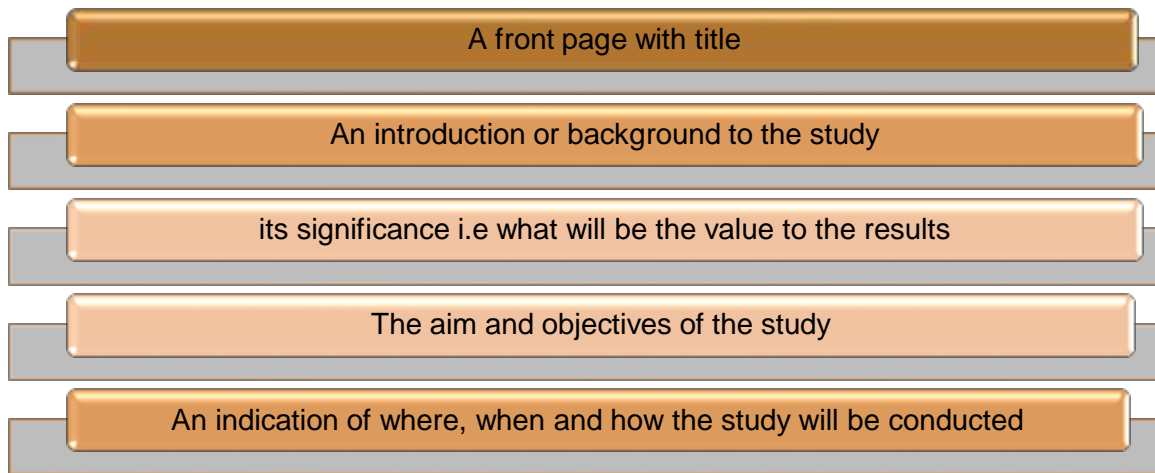 A front page with title
An introduction or background to the study
its significance i.e what will be the value to the results
The aim and objectives of the study
An indication of where, when and how the study will be conducted